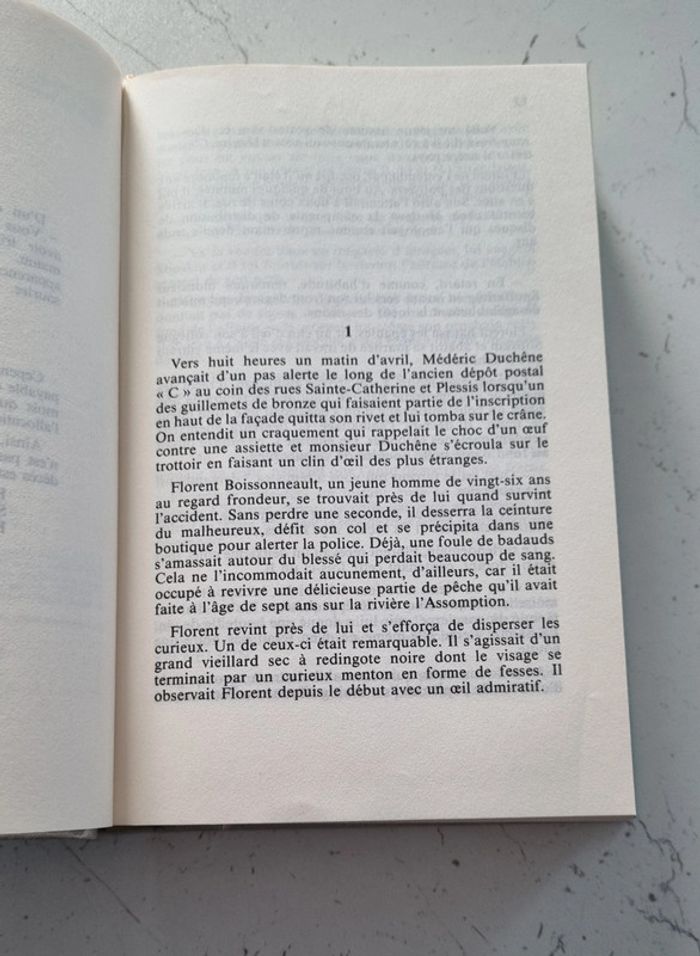 1
Vers huit heures un matin d'avril, Médéric Duchêne
avançait d'un pas alerte le long de l'ancien dépôt postal
« C » au coin des rues Sainte-Catherine et Plessis lorsqu'un
des guillemets de bronze qui faisaient partie de l'inscription
en haut de la façade quitta son rivet et lui tomba sur le crâne.
On entendit un craquement qui rappelait le choc d'un œuf
contre une assiette et monsieur Duchêne s'écroula sur le
trottoir en faisant un clin d'œil des plus étranges.
Florent Boissonneault, un jeune homme de vingt-six ans
au regard frondeur, se trouvait près de lui quand survint
l'accident. Sans perdre une seconde, il desserra la ceinture
du malheureux, défit son col et se précipita dans une
boutique pour alerter la police. Déjà, une foule de badauds
s'amassait autour du blessé qui perdait beaucoup de sang.
Cela ne l'incommodait aucunement, d'ailleurs, car il était
occupé à revivre une délicieuse partie de pêche qu'il avait
faite à l'âge de sept ans sur la rivière l'Assomption.
Florent revint près de lui et s'efforça de disperser les
curieux. Un de ceux-ci était remarquable. Il s'agissait d'un
grand vieillard sec à redingote noire dont le visage se
terminait par un curieux menton en forme de fesses. Il
observait Florent depuis le début avec un œil admiratif.